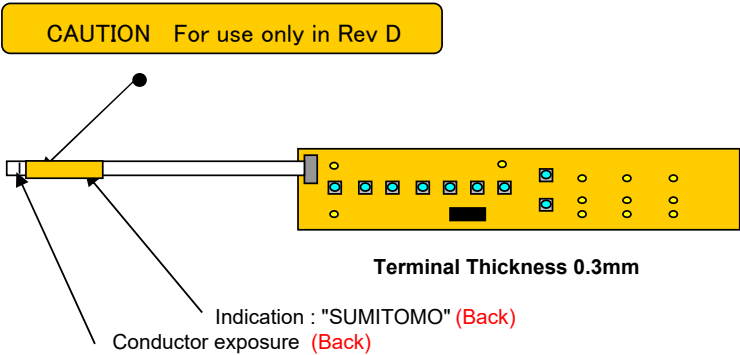 CAUTION For use only in Rev D
Terminal Thickness 0.3mm
Indication : "SUMITOMO" (Back)
Conductor exposure (Back)